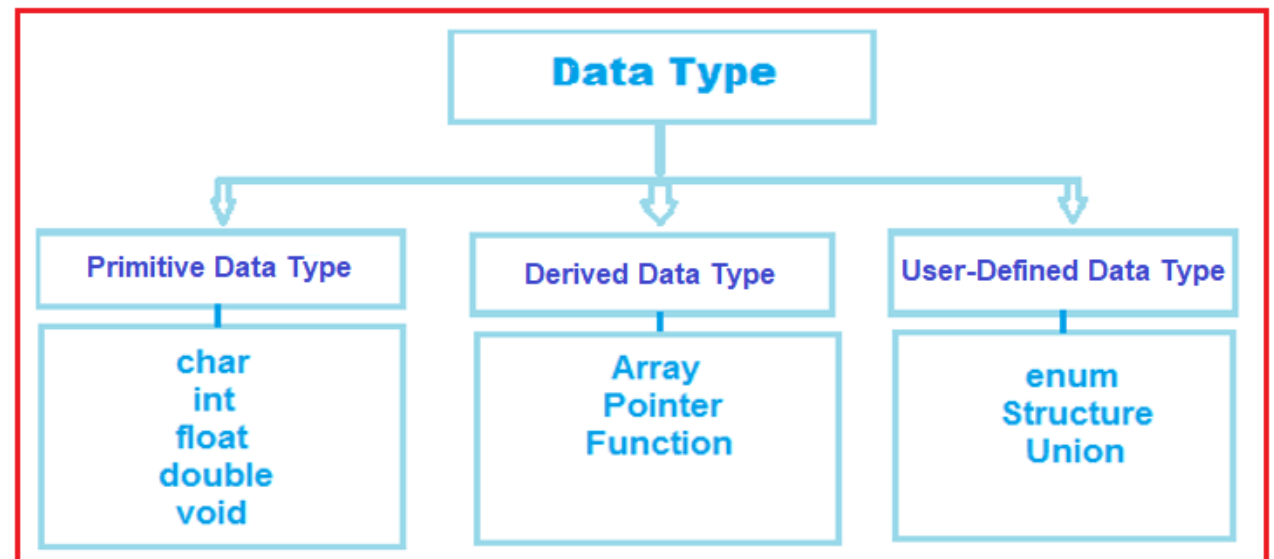 Data Type
Primitive Data Type
char
int
float
double
void
Derived Data Type
Array
Pointer
Function
User-Defined Data Type
enum
Structure
Union